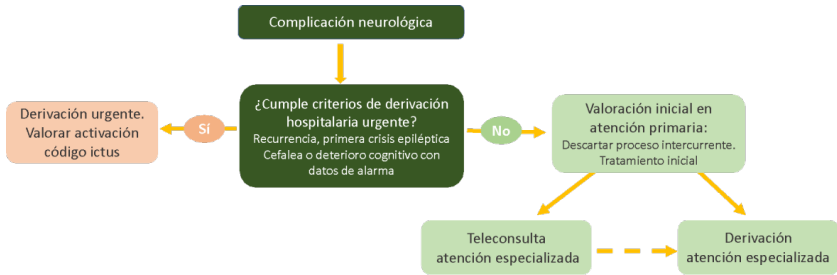 Complicación neurológica
¿Cumple criterios de derivación
hospitalaria urgente?
Recurrencia, primera crisis epiléptica
Cefalea o deterioro cognitivo con
datos de alarma
Sí
Derivación urgente.
Valorar activación
código ictus
No
Valoración inicial en
atención primaria:
Descartar proceso intercurrente.
Tratamiento inicial
Teleconsulta
atención especializada
Derivación
atención especializada